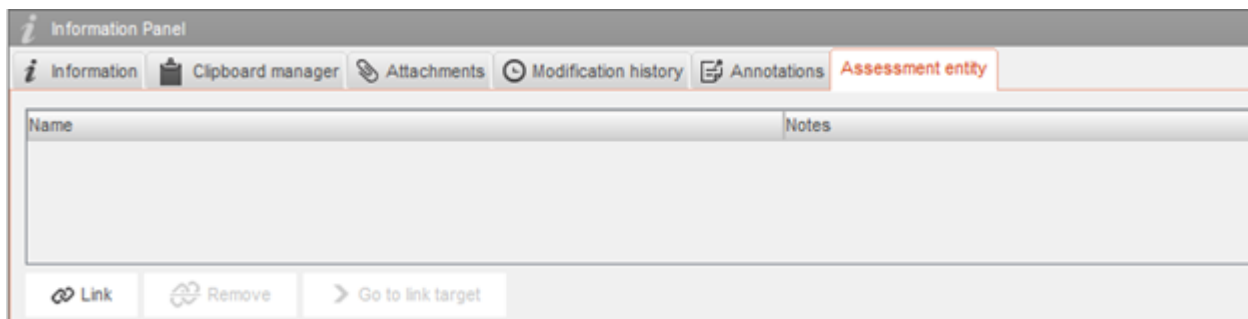 Information Panel
Information Clipboard manager Attachments Modification history Annotations Assessment entity
Name Notes
Link Remove Go to link target